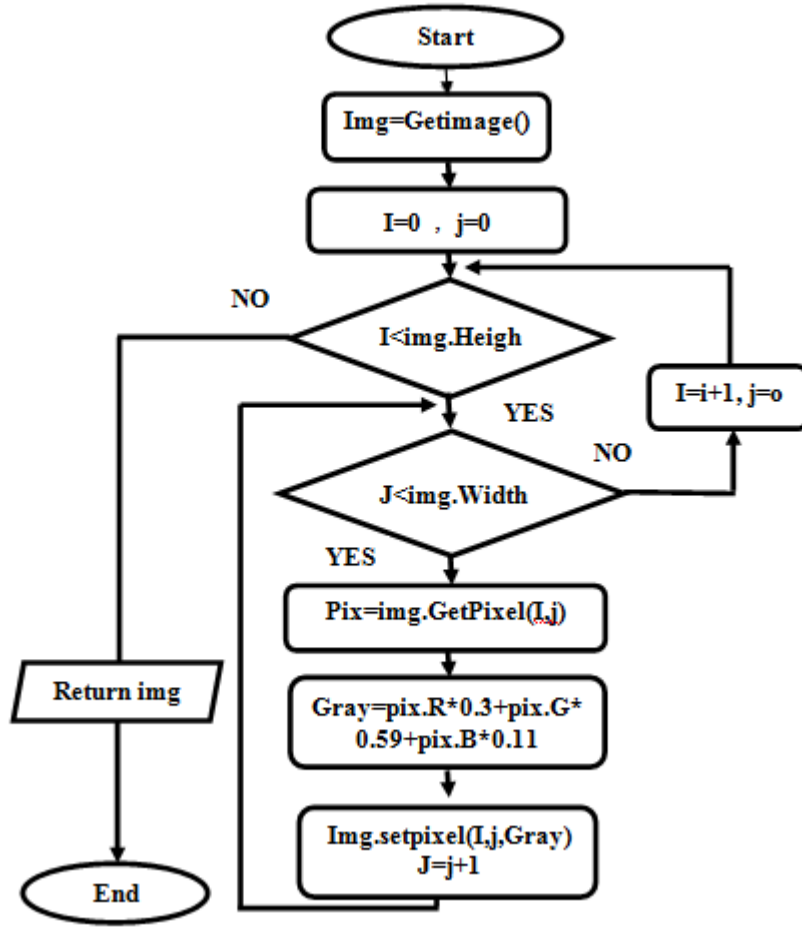 Start
Img=Getimage()
I=0 , j=0
NO
I<img.Heigh
I=i+1, j=o
YES
NO
J<img.Width
YES
Pix=img.GetPixel(I,j)
Return img
Gray=pix.R*0.3+pix.G*
0.59+pix.B*0.11
Img.setpixel(I,j,Gray)
J=j+1
End